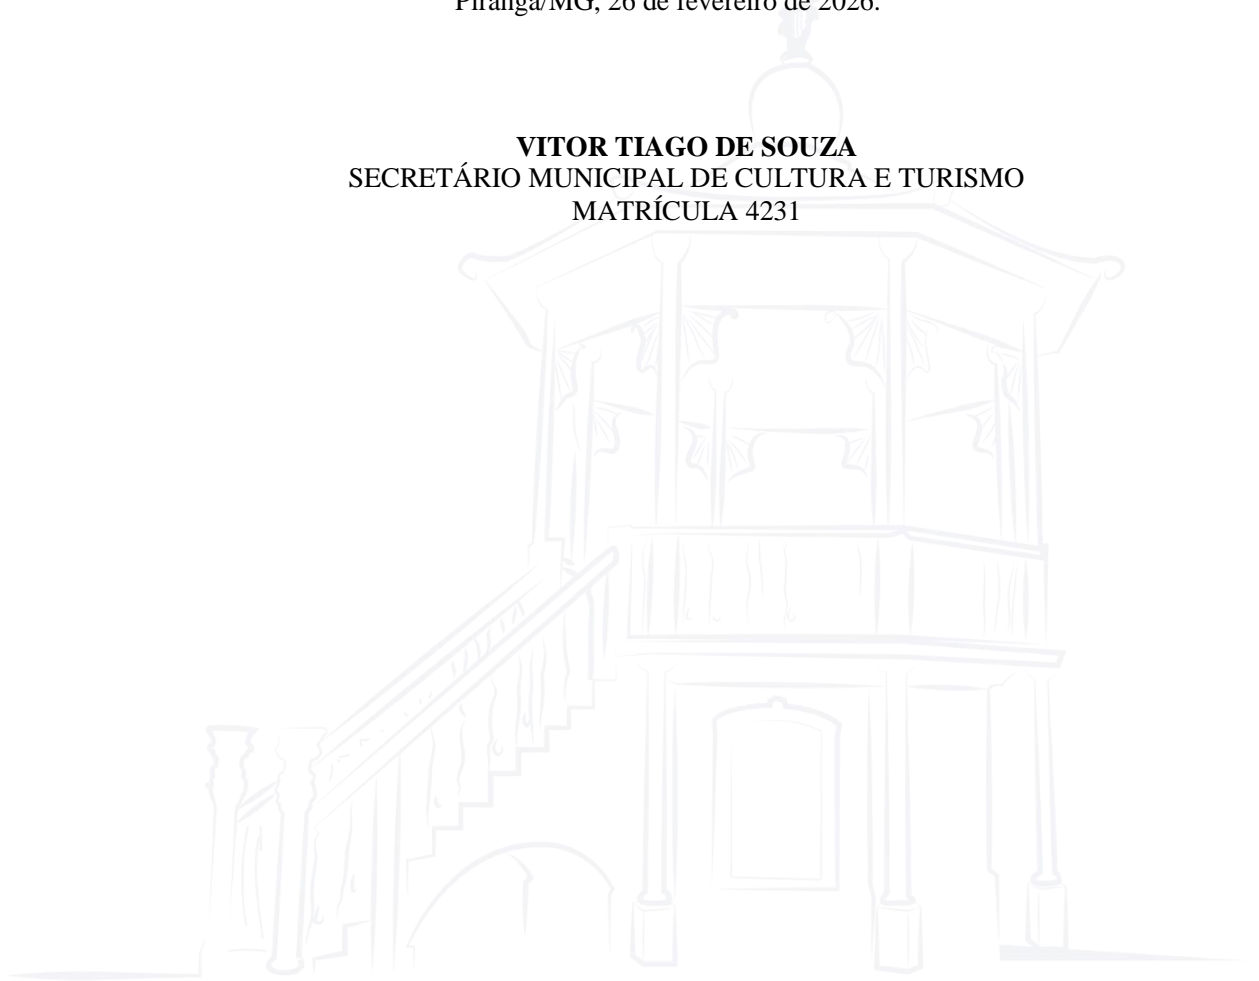 Piranga/MG, 26 de fevereiro de 2026.
VITOR TIAGO DE SOUZA
SECRETÁRIO MUNICIPAL DE CULTURA E TURISMO
MATRÍCULA 4231